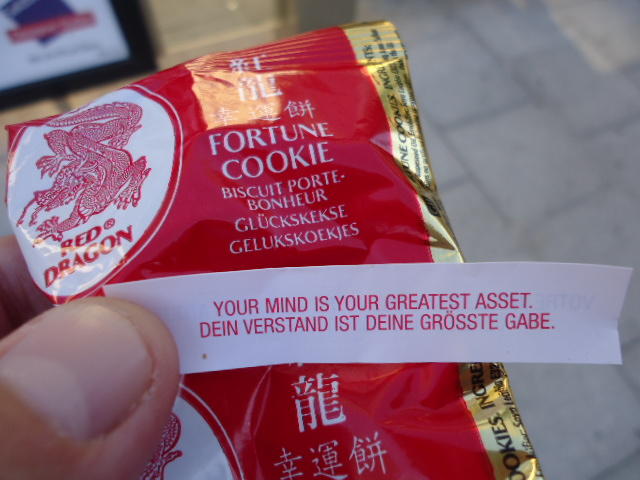 紅
龍
幸運餅
FORTUNE
COOKIE
BISCUIT PORTE-
BONHEUR
GLÜCKSKEKSE
GELUKSKOEKJES
RED®
DRAGON
YOUR MIND IS YOUR GREATEST ASSET.
DEIN VERSTAND IST DEINE GRÖSSTE GABE.
龍
幸運餅